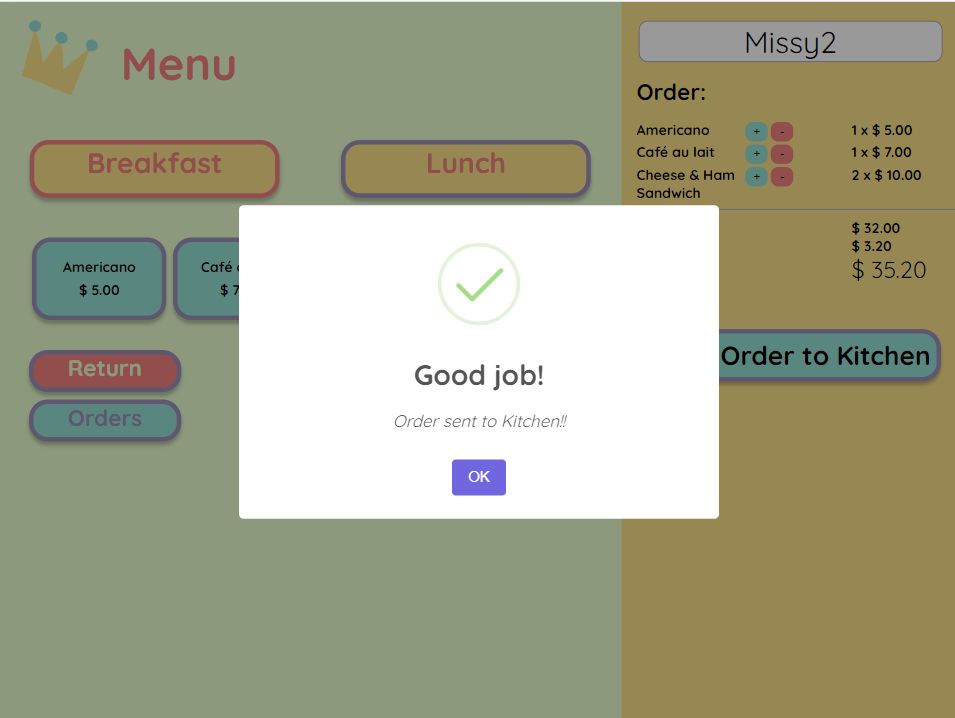 Menu
Breakfast
Lunch
Americano
$ 5.00
Café
$ 7
Return
Orders
Missy2
Order:
Americano + - 1 x $ 5.00
Café au lait + - 1 x $ 7.00
Cheese & Ham + - 2 x $ 10.00
Sandwich
$ 32.00
$ 3.20
$ 35.20
Order to Kitchen
Good job!
Order sent to Kitchen!!
OK